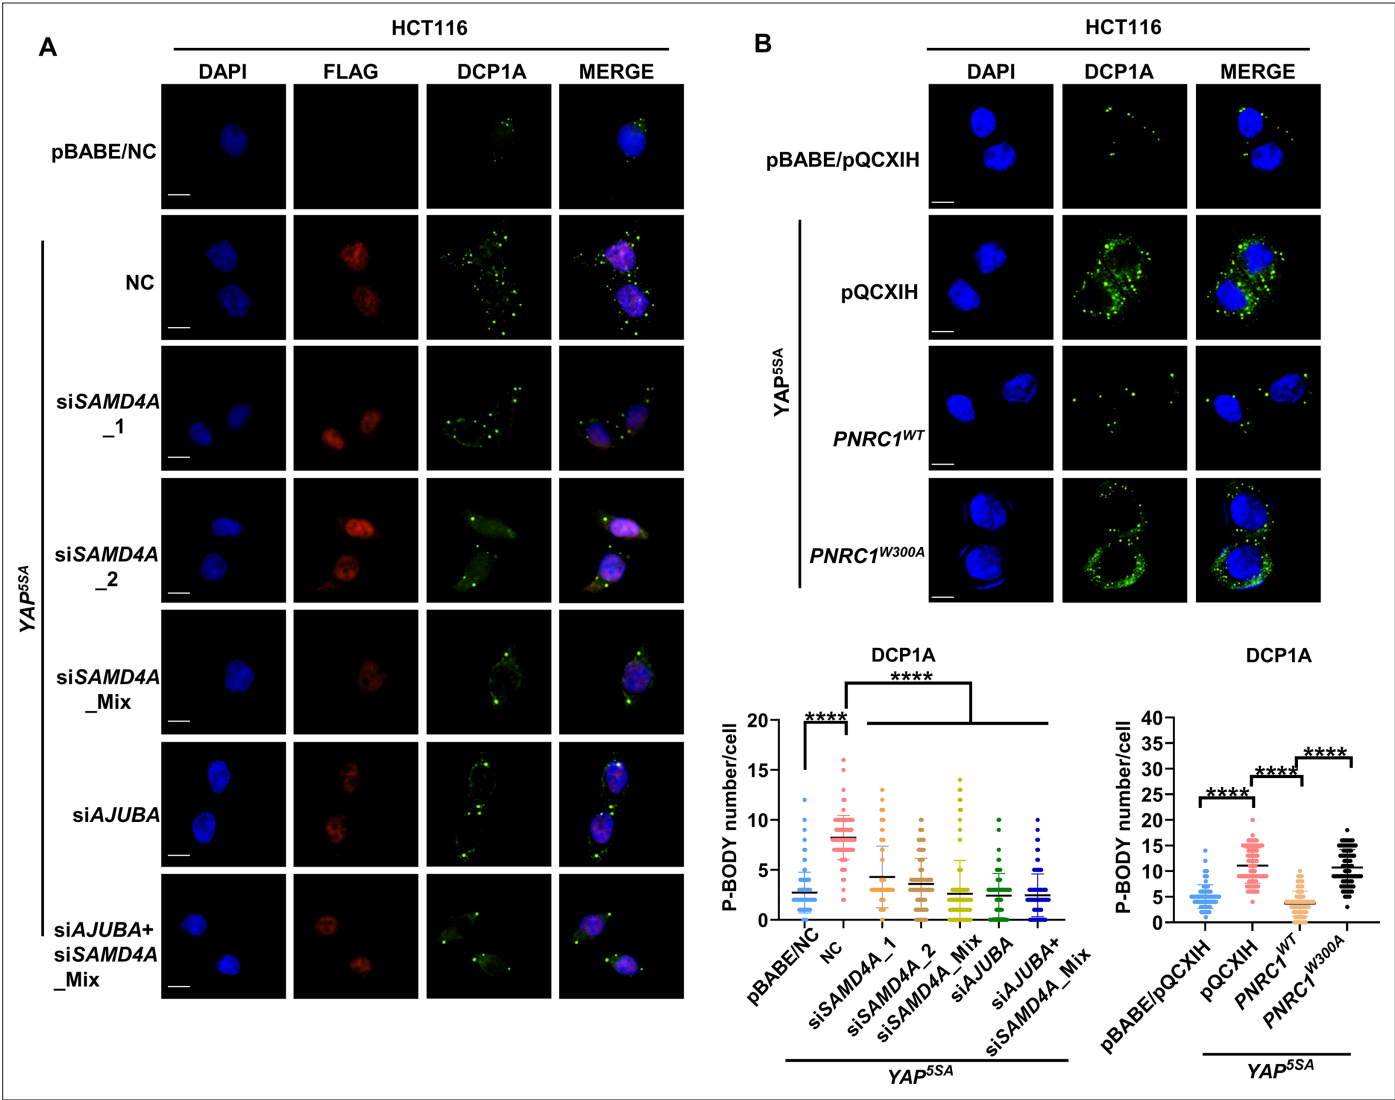 A
HCT116
DAPI FLAG DCP1A MERGE
pBABE/NC
NC
siSAMD4A
_1
siSAMD4A
_2
siSAMD4A
_Mix
siAJUBA
siAJUBA+
siSAMD4A
_Mix
YAP5SA
B
HCT116
DAPI DCP1A MERGE
pBABE/pQCXIH
pQCXIH
PNRC1WT
PNRC1W300A
YAP5SA
DCP1A
****
****
P-BODY number/cell
20
15
10
5
0
pBABE/NC
NC
siSAMD4A_1
siSAMD4A_2
siSAMD4A_Mix
siAJUBA
siAJUBA+
siSAMD4A_Mix
YAP5SA
DCP1A
****
****
****
P-BODY number/cell
40
35
30
25
20
15
10
5
0
pBABE/pQCXIH
pQCXIH
PNRC1WT
PNRC1W300A
YAP5SA